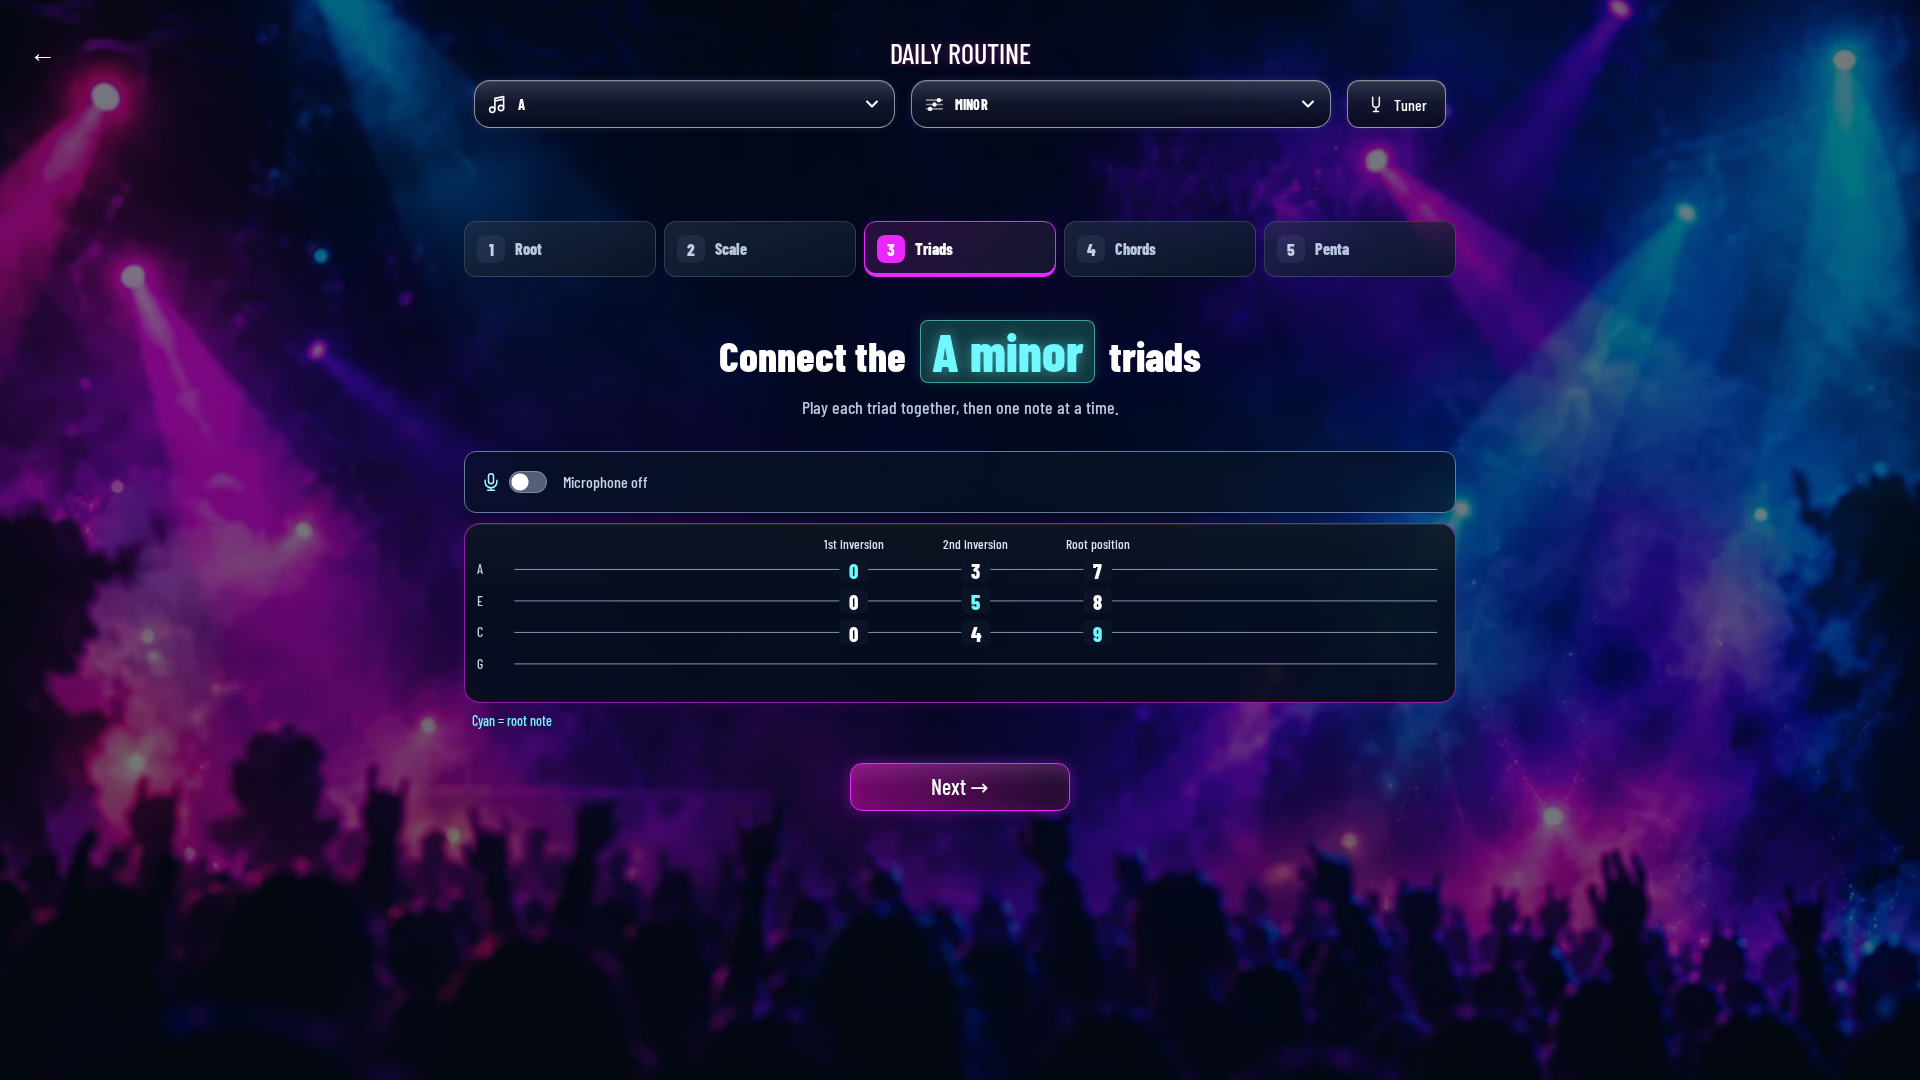 ←
DAILY ROUTINE
A
MINOR
Tuner
1 Root
2 Scale
3 Triads
4 Chords
5 Penta
Connect the A minor triads
Play each triad together, then one note at a time.
Microphone off
1st inversion 2nd inversion Root position
A 0 3 7
E 0 5 8
C 0 4 9
G
Cyan = root note
Next →